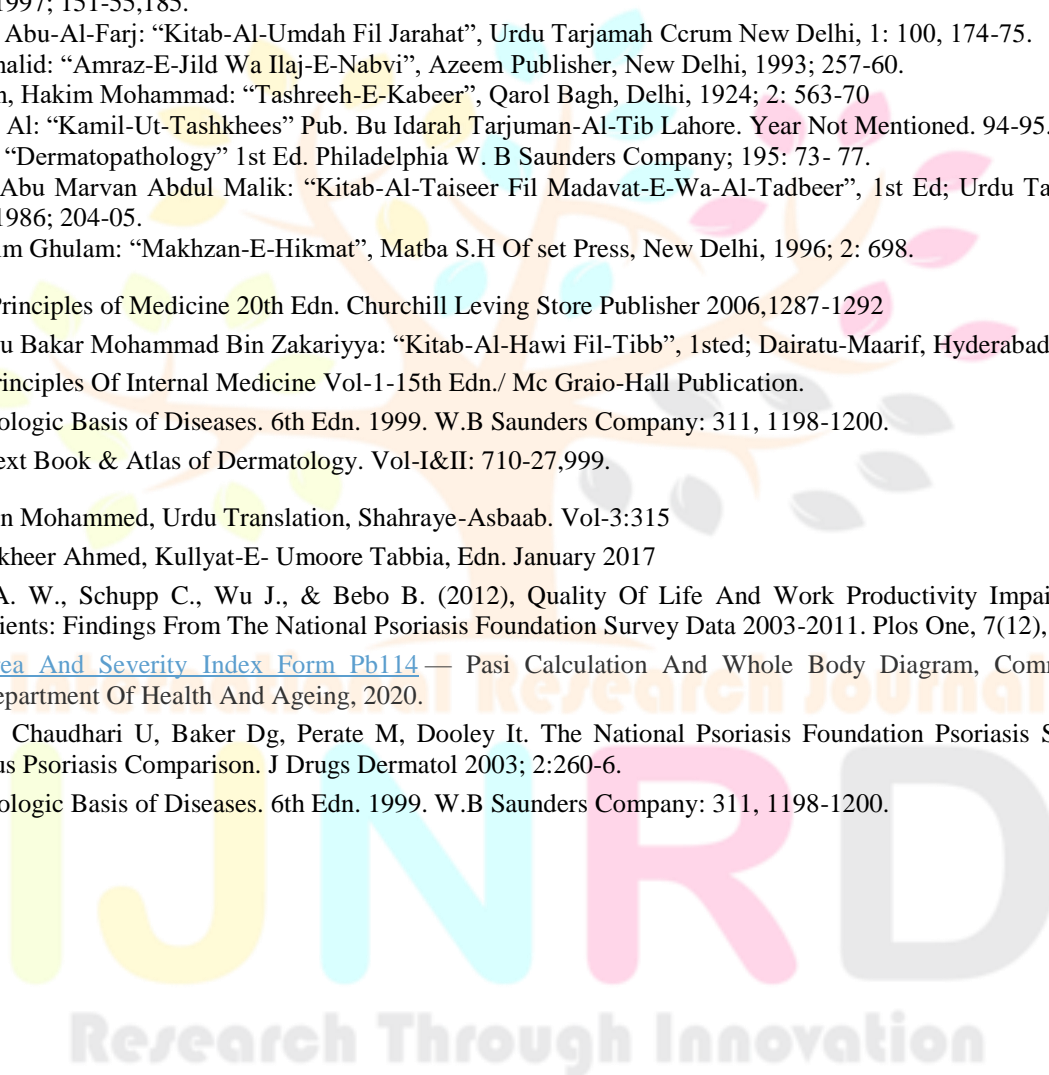 1997; 151-55,185.
Abu-Al-Farj: “Kitab-Al-Umdah Fil Jarahat”, Urdu Tarjamah Ccrum New Delhi, 1: 100, 174-75.
halid: “Amraz-E-Jild Wa Ilaj-E-Nabvi”, Azeem Publisher, New Delhi, 1993; 257-60.
n, Hakim Mohammad: “Tashreeh-E-Kabeer”, Qarol Bagh, Delhi, 1924; 2: 563-70
Al: “Kamil-Ut-Tashkhees” Pub. Bu Idarah Tarjuman-Al-Tib Lahore. Year Not Mentioned. 94-95.
“Dermatopathology” 1st Ed. Philadelphia W. B Saunders Company; 195: 73- 77.
Abu Marvan Abdul Malik: “Kitab-Al-Taiseer Fil Madavat-E-Wa-Al-Tadbeer”, 1st Ed; Urdu Ta
1986; 204-05.
im Ghulam: “Makhzan-E-Hikmat”, Matba S.H Of set Press, New Delhi, 1996; 2: 698.
Principles of Medicine 20th Edn. Churchill Leving Store Publisher 2006,1287-1292
u Bakar Mohammad Bin Zakariyya: “Kitab-Al-Hawi Fil-Tibb”, 1sted; Dairatu-Maarif, Hyderabad
rinciples Of Internal Medicine Vol-1-15th Edn./ Mc Graio-Hall Publication.
ologic Basis of Diseases. 6th Edn. 1999. W.B Saunders Company: 311, 1198-1200.
ext Book & Atlas of Dermatology. Vol-I&II: 710-27,999.
n Mohammed, Urdu Translation, Shahraye-Asbaab. Vol-3:315
kheer Ahmed, Kullyat-E- Umoore Tabbia, Edn. January 2017
A. W., Schupp C., Wu J., & Bebo B. (2012), Quality Of Life And Work Productivity Impai
ients: Findings From The National Psoriasis Foundation Survey Data 2003-2011. Plos One, 7(12),
rea And Severity Index Form Pb114 — Pasi Calculation And Whole Body Diagram, Com
epartment Of Health And Ageing, 2020.
Chaudhari U, Baker Dg, Perate M, Dooley It. The National Psoriasis Foundation Psoriasis S
us Psoriasis Comparison. J Drugs Dermatol 2003; 2:260-6.
ologic Basis of Diseases. 6th Edn. 1999. W.B Saunders Company: 311, 1198-1200.
International Research Journal
IJNRD
Research Through Innovation